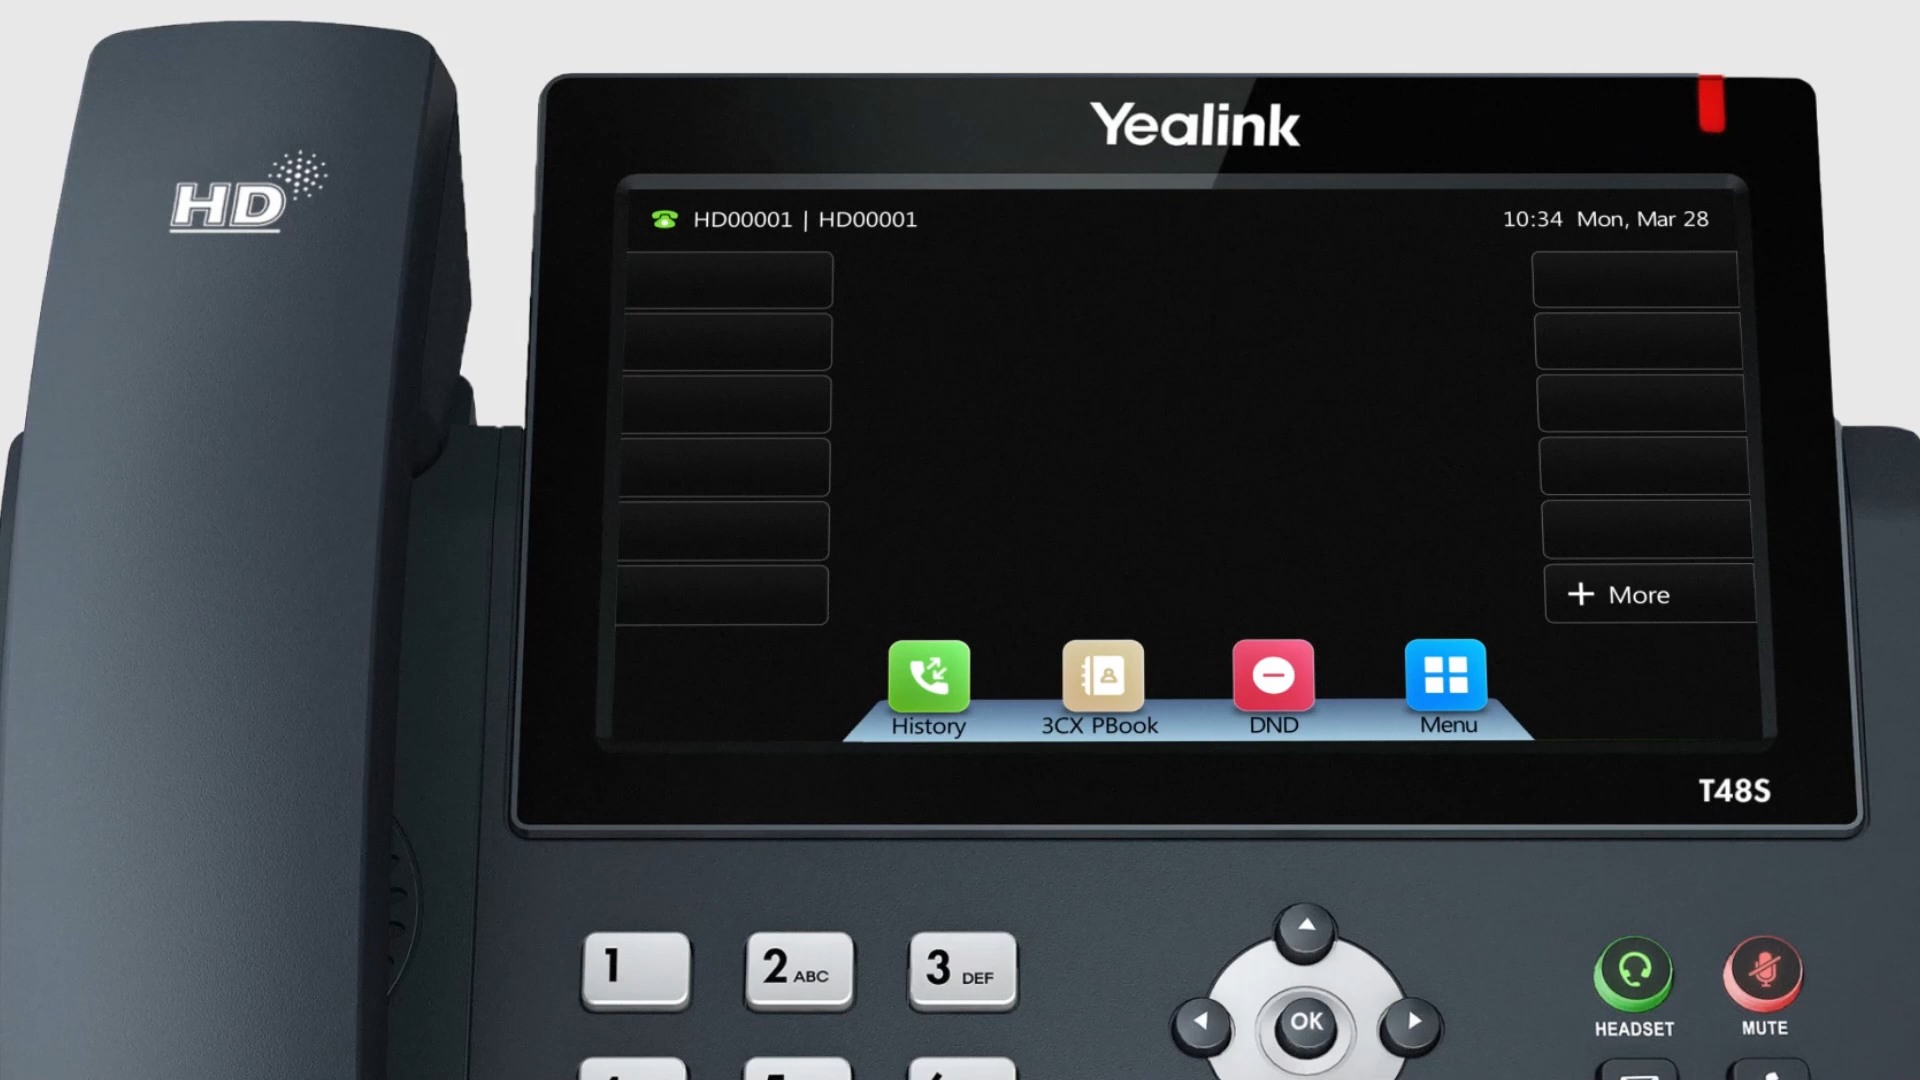 HD
Yealink
HD00001 | HD00001
10:34 Mon, Mar 28
+ More
History
3CX PBook
DND
Menu
T48S
1
2 ABC
3 DEF
OK
HEADSET
MUTE